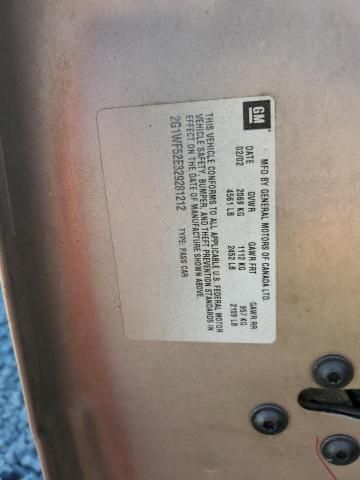 GM
MFD BY GENERAL MOTORS OF CANADA LTD.
DATE GVWR GAWR FRT GAWR RR
02/02 2069 KG 1112 KG 957 KG
4561 LB 2452 LB 2109 LB
THIS VEHICLE CONFORMS TO ALL APPLICABLE U.S. FEDERAL MOTOR
VEHICLE SAFETY, BUMPER, AND THEFT PREVENTION STANDARDS IN
EFFECT ON THE DATE OF MANUFACTURE SHOWN ABOVE.
2G1WF52E329281212 TYPE: PASS CAR